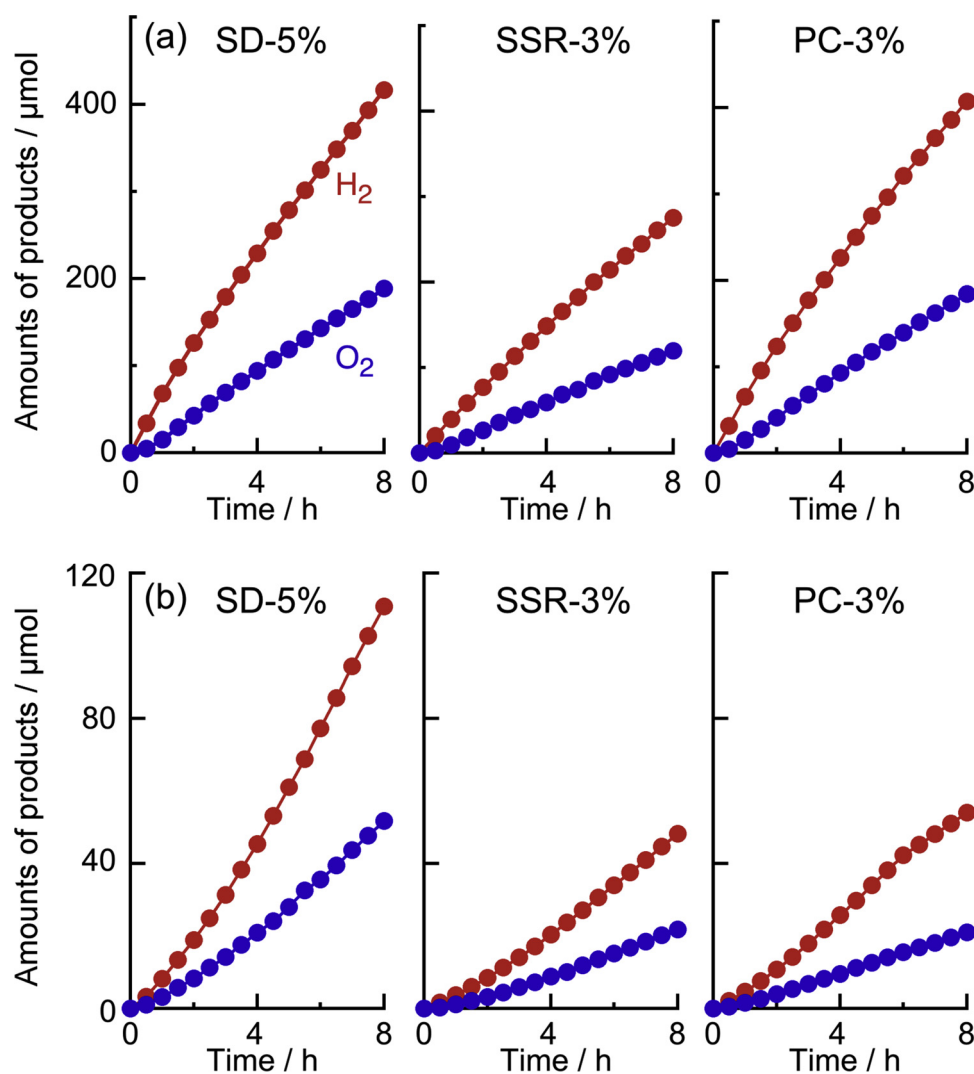 (a) SD-5% SSR-3% PC-3%
Amounts of products / μmol
400
200
0
H2
O2
0 4 8 0 4 8 0 4 8
Time / h Time / h Time / h
(b) SD-5% SSR-3% PC-3%
Amounts of products / μmol
120
80
40
0
0 4 8 0 4 8 0 4 8
Time / h Time / h Time / h